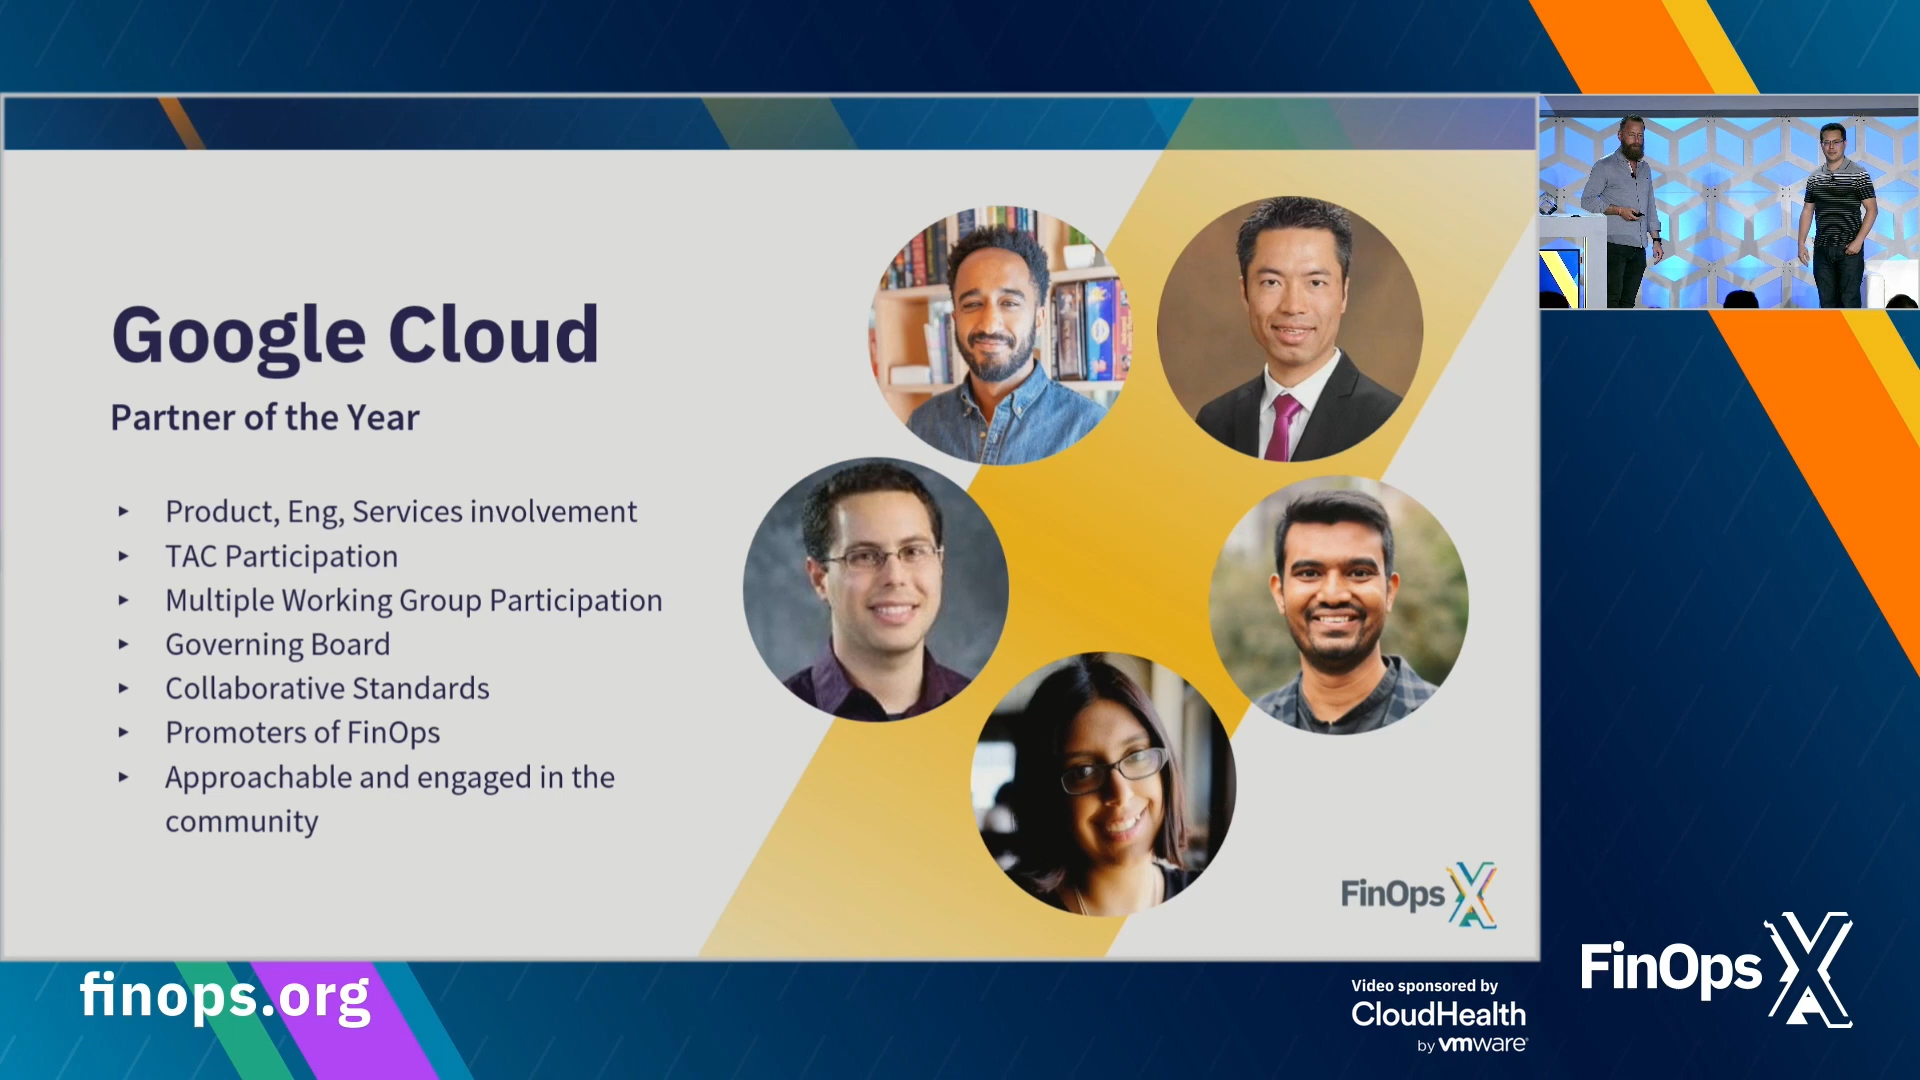 Google Cloud
Partner of the Year
Product, Eng, Services involvement
TAC Participation
Multiple Working Group Participation
Governing Board
Collaborative Standards
Promoters of FinOps
Approachable and engaged in the
community
FinOps X
finops.org
Video sponsored by
CloudHealth
by vmware
FinOps X